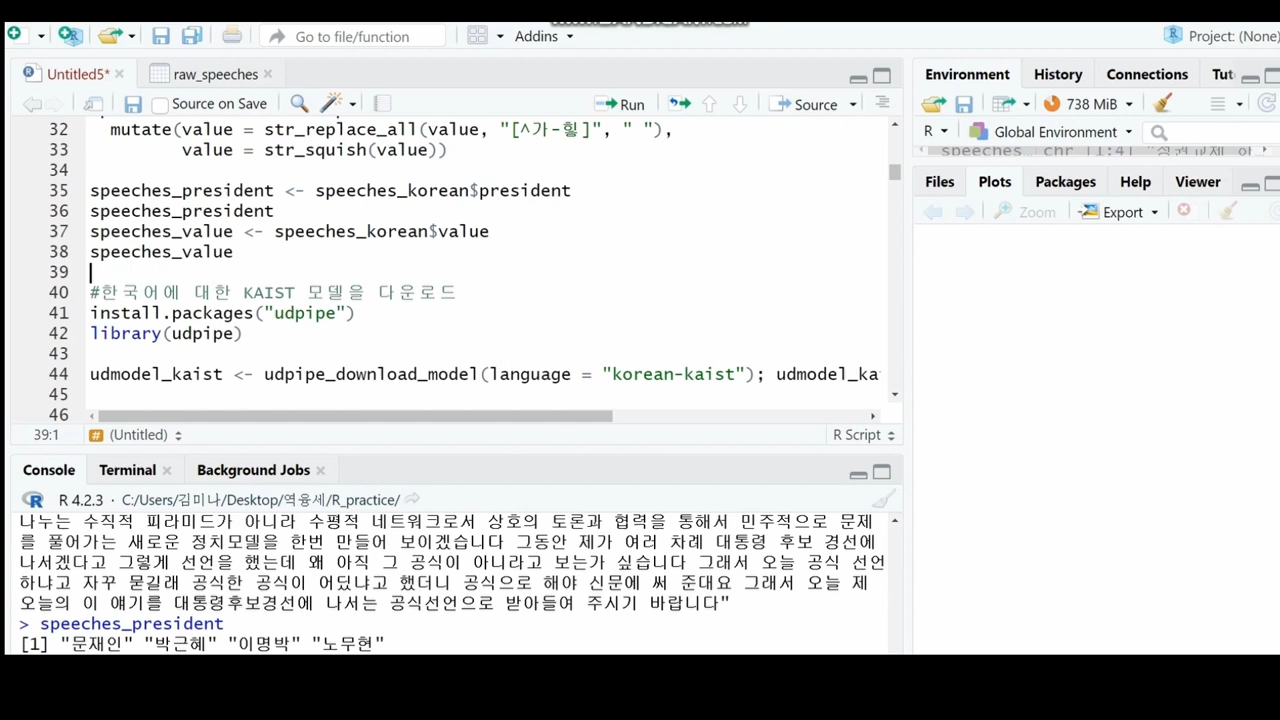 Go to file/function
Addins
Project: (None)
Untitled5*
raw_speeches
Source on Save
Run
Source
32 mutate(value = str_replace_all(value, "[^가-힣]", " "),
33 value = str_squish(value))
34
35 speeches_president <- speeches_korean$president
36 speeches_president
37 speeches_value <- speeches_korean$value
38 speeches_value
39
40 #한국어에 대한 KAIST 모델을 다운로드
41 install.packages("udpipe")
42 library(udpipe)
43
44 udmodel_kaist <- udpipe_download_model(language = "korean-kaist"); udmodel_ka
45
46
39:1 (Untitled) R Script
Console Terminal Background Jobs
R 4.2.3 · C:/Users/김미나/Desktop/역융세/R_practice/
나누는 수직적 피라미드가 아니라 수평적 네트워크로서 상호의 토론과 협력을 통해서 민주적으로 문제
를 풀어가는 새로운 정치모델을 한번 만들어 보이겠습니다 그동안 제가 여러 차례 대통령 후보 경선에
나서겠다고 그렇게 선언을 했는데 왜 아직 그 공식이 아니라고 보는가 싶습니다 그래서 오늘 공식 선언
하냐고 자꾸 묻길래 공식한 공식이 어딨냐고 했더니 공식으로 해야 신문에 써 준대요 그래서 오늘 제
오늘의 이 얘기를 대통령후보경선에 나서는 공식선언으로 받아들여 주시기 바랍니다"
> speeches_president
[1] "문재인" "박근혜" "이명박" "노무현"
Environment History Connections Tut
738 MiB
R Global Environment
speeches chr [1:4]
Files Plots Packages Help Viewer
Zoom Export